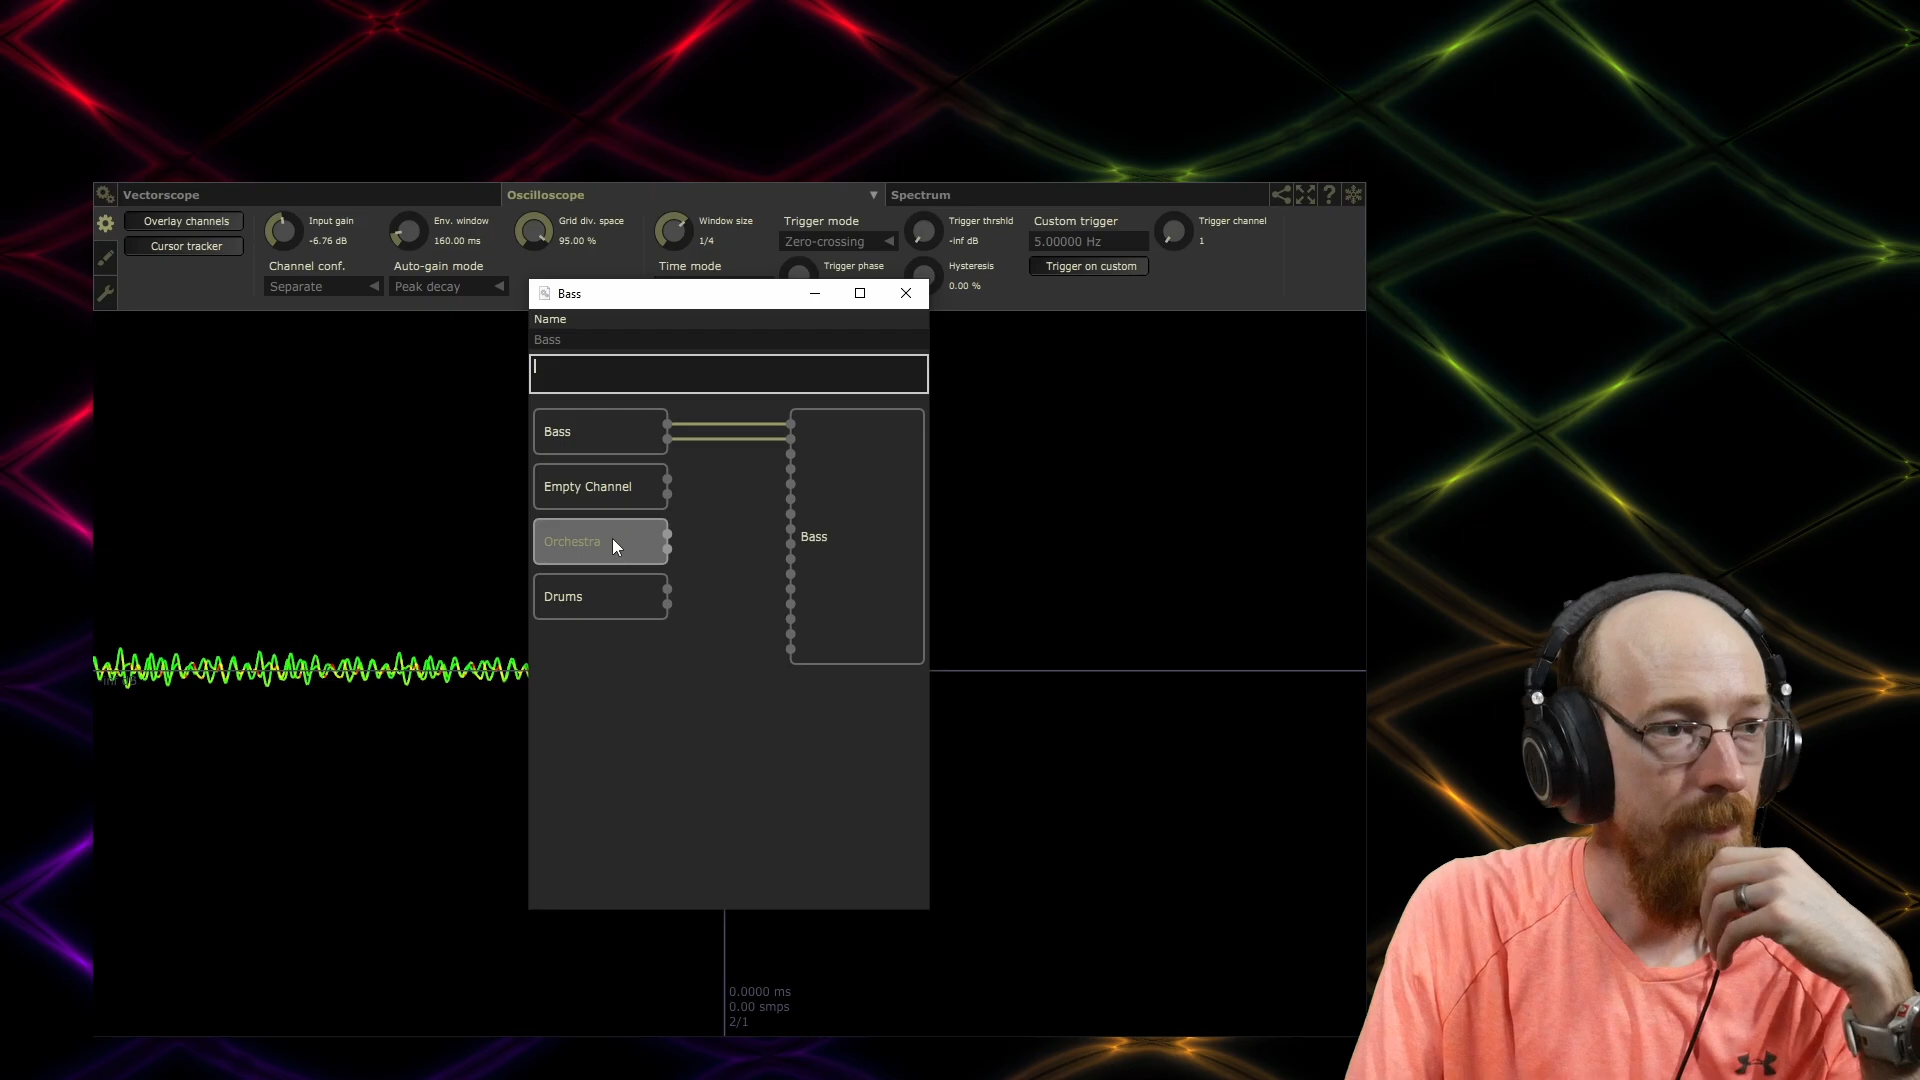 Vectorscope
Oscilloscope
Spectrum
?
Overlay channels
Cursor tracker
Input gain
-6.76 dB
Channel conf.
Separate
Env. window
160.00 ms
Auto-gain mode
Peak decay
Grid div. space
95.00 %
Window size
1/4
Time mode
Trigger mode
Zero-crossing
Trigger phase
Trigger thrshld
-inf dB
Hysteresis
0.00 %
Custom trigger
5.00000 Hz
Trigger on custom
Trigger channel
1
Bass
Name
Bass
Bass
Empty Channel
Orchestra
Drums
Bass
0.0000 ms
0.00 smps
2/1